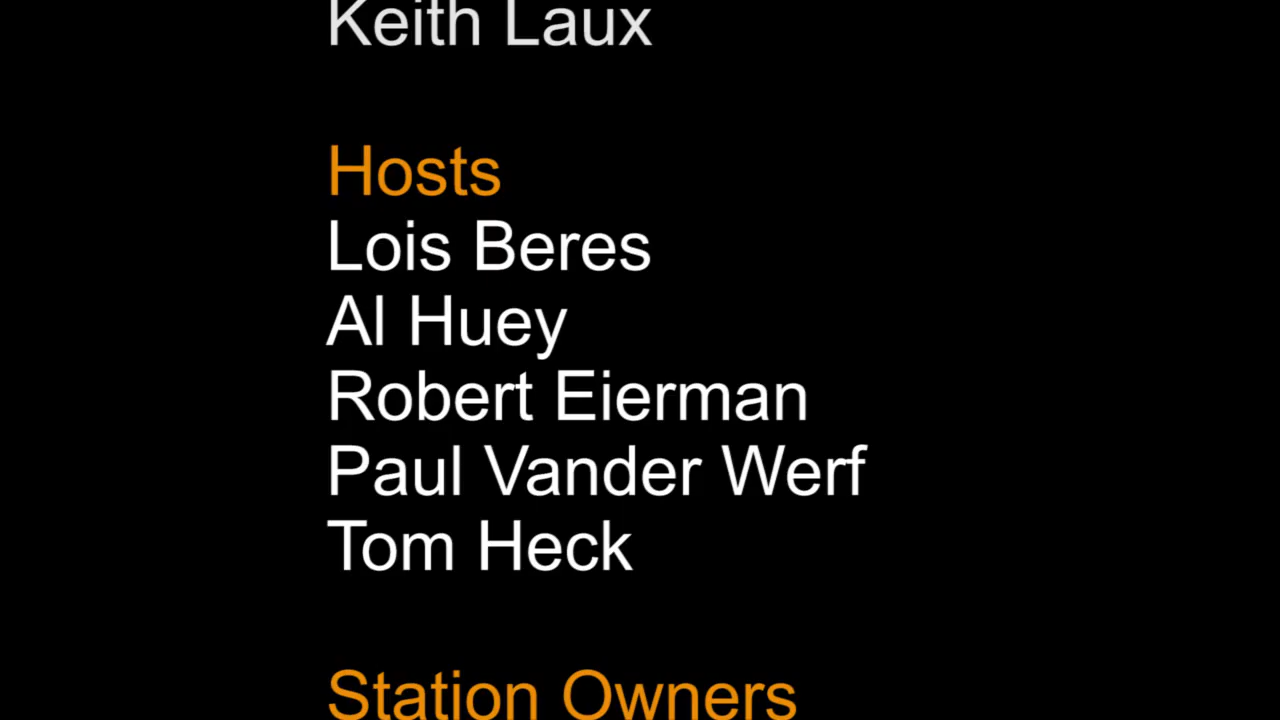 Keith Laux
Hosts
Lois Beres
Al Huey
Robert Eierman
Paul Vander Werf
Tom Heck
Station Owners